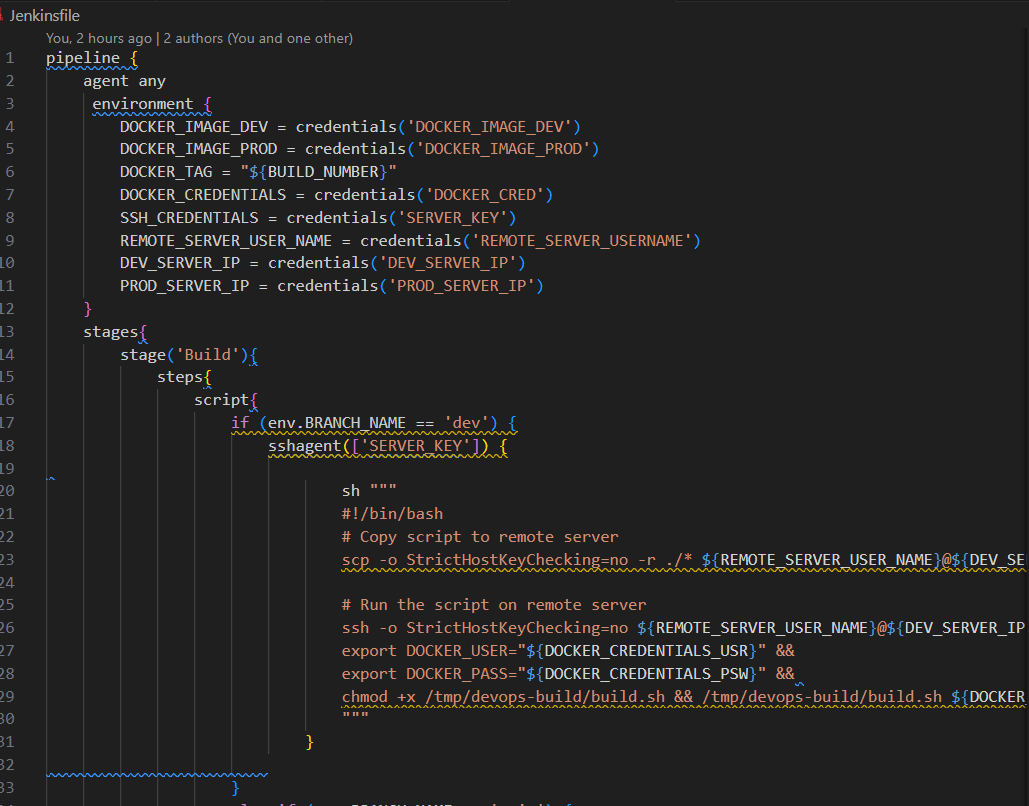 Jenkinsfile
You, 2 hours ago | 2 authors (You and one other)
1 pipeline {
2 agent any
3 environment {
4 DOCKER_IMAGE_DEV = credentials('DOCKER_IMAGE_DEV')
5 DOCKER_IMAGE_PROD = credentials('DOCKER_IMAGE_PROD')
6 DOCKER_TAG = "${BUILD_NUMBER}"
7 DOCKER_CREDENTIALS = credentials('DOCKER_CRED')
8 SSH_CREDENTIALS = credentials('SERVER_KEY')
9 REMOTE_SERVER_USER_NAME = credentials('REMOTE_SERVER_USERNAME')
10 DEV_SERVER_IP = credentials('DEV_SERVER_IP')
11 PROD_SERVER_IP = credentials('PROD_SERVER_IP')
12 }
13 stages{
14 stage('Build'){
15 steps{
16 script{
17 if (env.BRANCH_NAME == 'dev') {
18 sshagent(['SERVER_KEY']) {
19
20 sh """
21 #!/bin/bash
22 # Copy script to remote server
23 scp -o StrictHostKeyChecking=no -r ./* ${REMOTE_SERVER_USER_NAME}@${DEV_SE
24
25 # Run the script on remote server
26 ssh -o StrictHostKeyChecking=no ${REMOTE_SERVER_USER_NAME}@${DEV_SERVER_IP
27 export DOCKER_USER="${DOCKER_CREDENTIALS_USR}" &&
28 export DOCKER_PASS="${DOCKER_CREDENTIALS_PSW}" &&
29 chmod +x /tmp/devops-build/build.sh && /tmp/devops-build/build.sh ${DOCKER
30 """
31 }
32
33 }